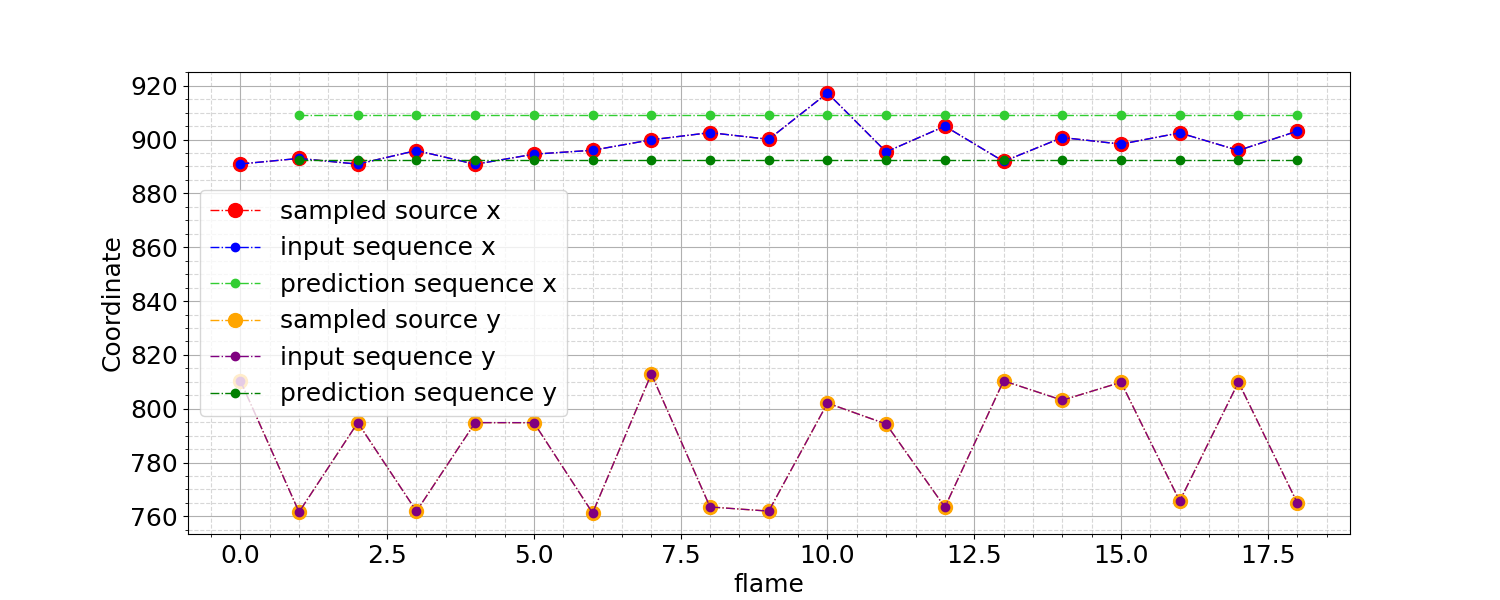 920
900
880
860
840
820
800
780
760
Coordinate
sampled source x
input sequence x
prediction sequence x
sampled source y
input sequence y
prediction sequence y
0.0 2.5 5.0 7.5 10.0 12.5 15.0 17.5
flame